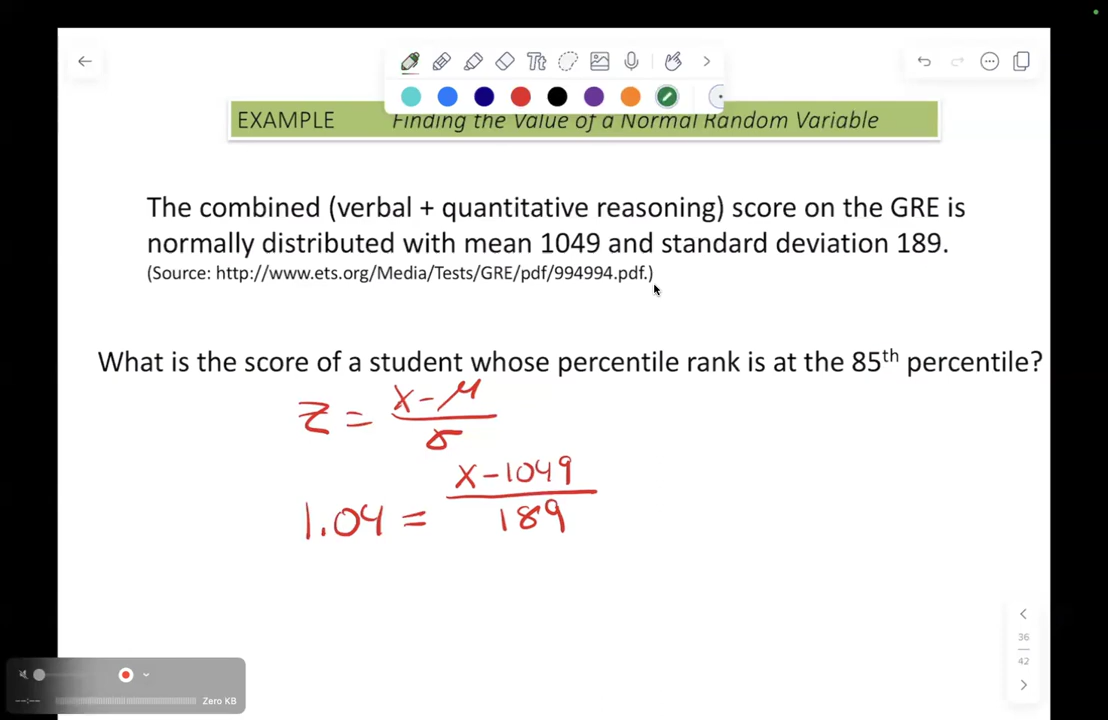 Tt
EXAMPLE Finding the Value of a Normal Random Variable
The combined (verbal + quantitative reasoning) score on the GRE is
normally distributed with mean 1049 and standard deviation 189.
(Source: http://www.ets.org/Media/Tests/GRE/pdf/994994.pdf.)
What is the score of a student whose percentile rank is at the 85th percentile?
z = x - μ / σ
1.04 = x - 1049 / 189
36
42
--:--
Zero KB